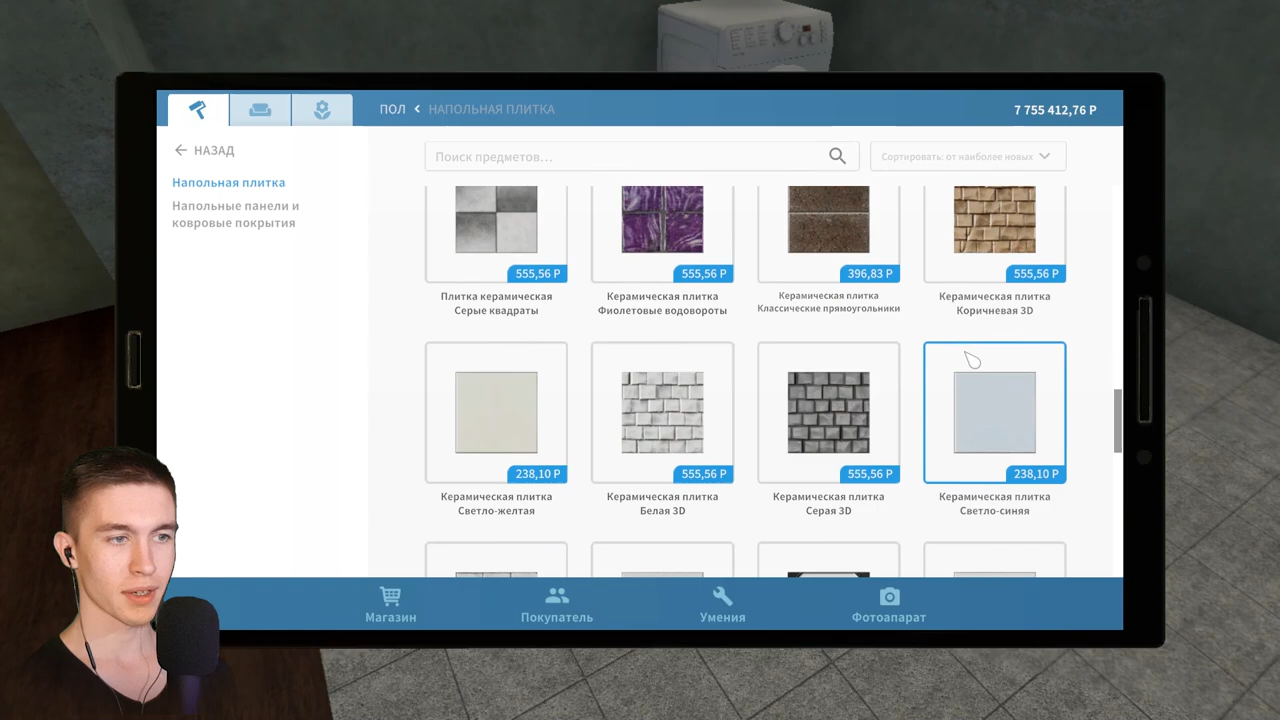 ПОЛ < НАПОЛЬНАЯ ПЛИТКА
7 755 412,76 Р
НАЗАД
Напольная плитка
Напольные панели и
ковровые покрытия
Поиск предметов...
Сортировать: от наиболее новых
555,56 Р
555,56 Р
396,83 Р
555,56 Р
Плитка керамическая
Серые квадраты
Керамическая плитка
Фиолетовые водовороты
Керамическая плитка
Классические прямоугольники
Керамическая плитка
Коричневая 3D
238,10 Р
555,56 Р
555,56 Р
238,10 Р
Керамическая плитка
Светло-желтая
Керамическая плитка
Белая 3D
Керамическая плитка
Серая 3D
Керамическая плитка
Светло-синяя
Магазин
Покупатель
Умения
Фотоаппарат